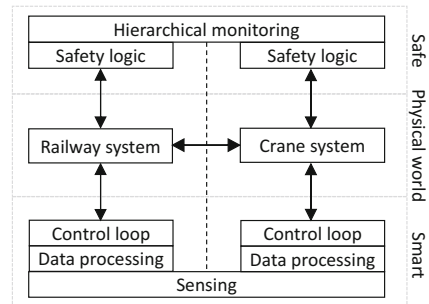 Hierarchical monitoring
Safety logic
Safety logic
Safe
Railway system
Crane system
Physical world
Control loop
Control loop
Data processing
Data processing
Sensing
Smart